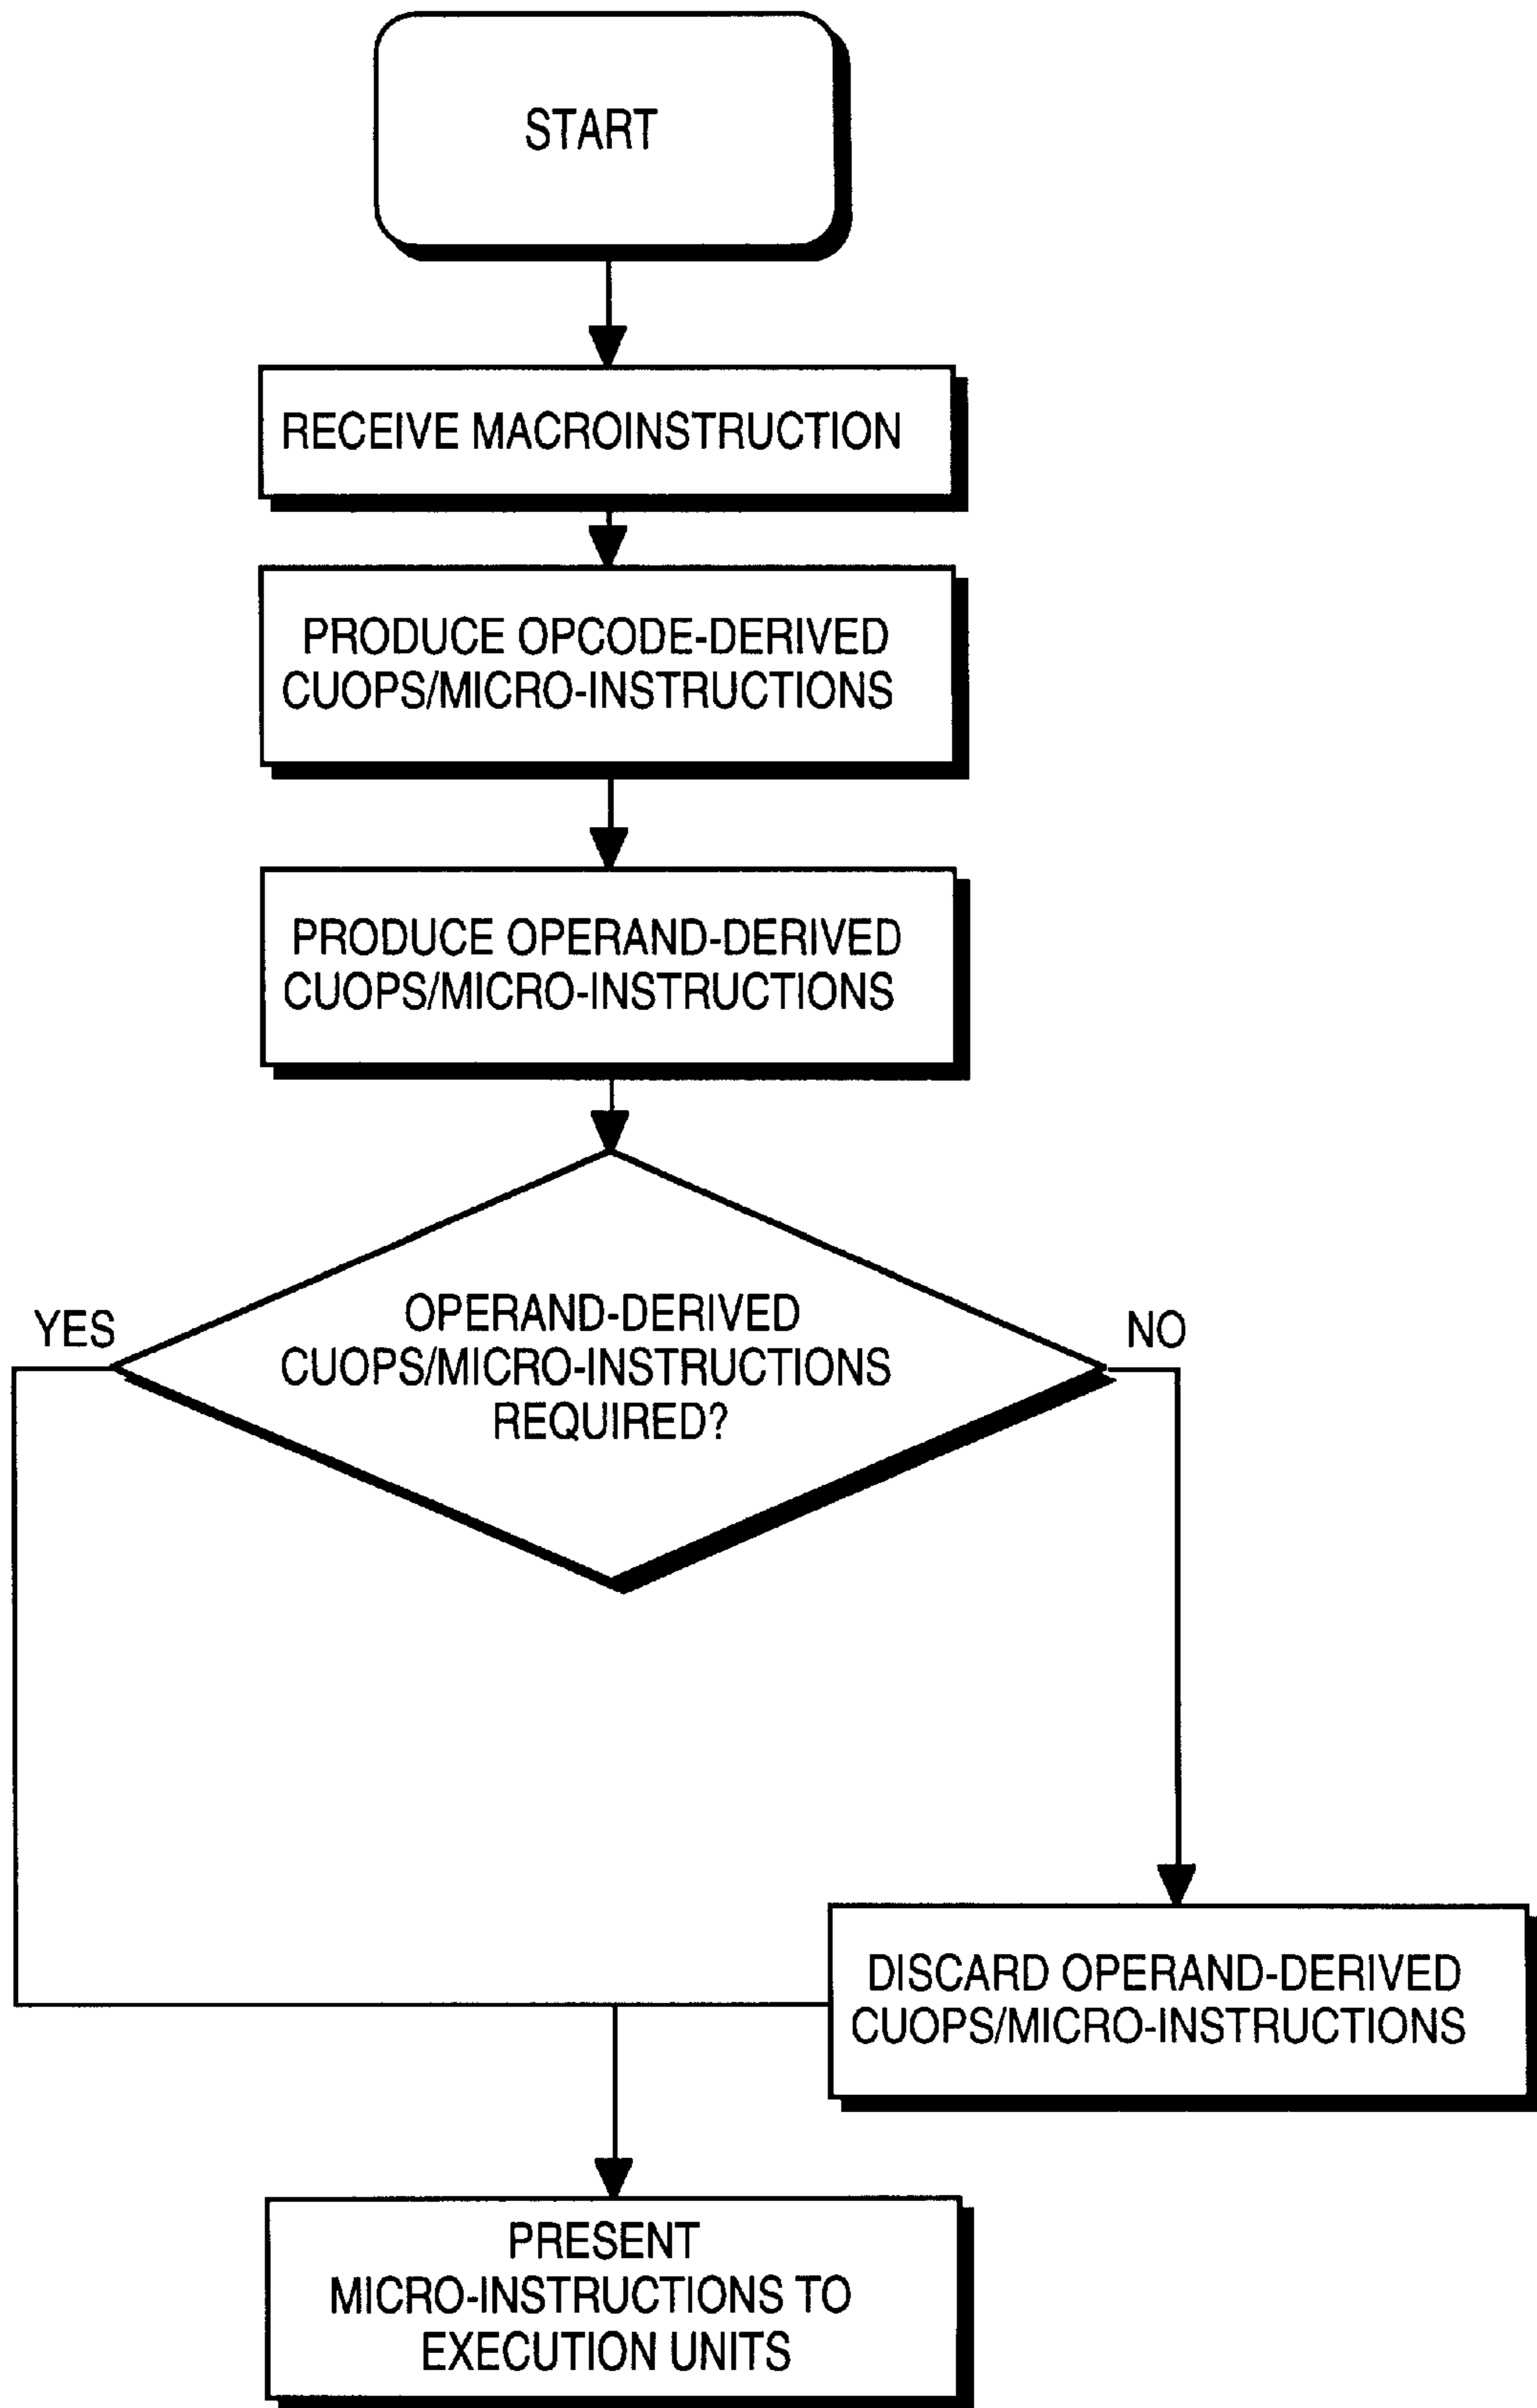 START
RECEIVE MACROINSTRUCTION
PRODUCE OPCODE-DERIVED
CUOPS/MICRO-INSTRUCTIONS
PRODUCE OPERAND-DERIVED
CUOPS/MICRO-INSTRUCTIONS
OPERAND-DERIVED
CUOPS/MICRO-INSTRUCTIONS
REQUIRED?
YES
NO
DISCARD OPERAND-DERIVED
CUOPS/MICRO-INSTRUCTIONS
PRESENT
MICRO-INSTRUCTIONS TO
EXECUTION UNITS